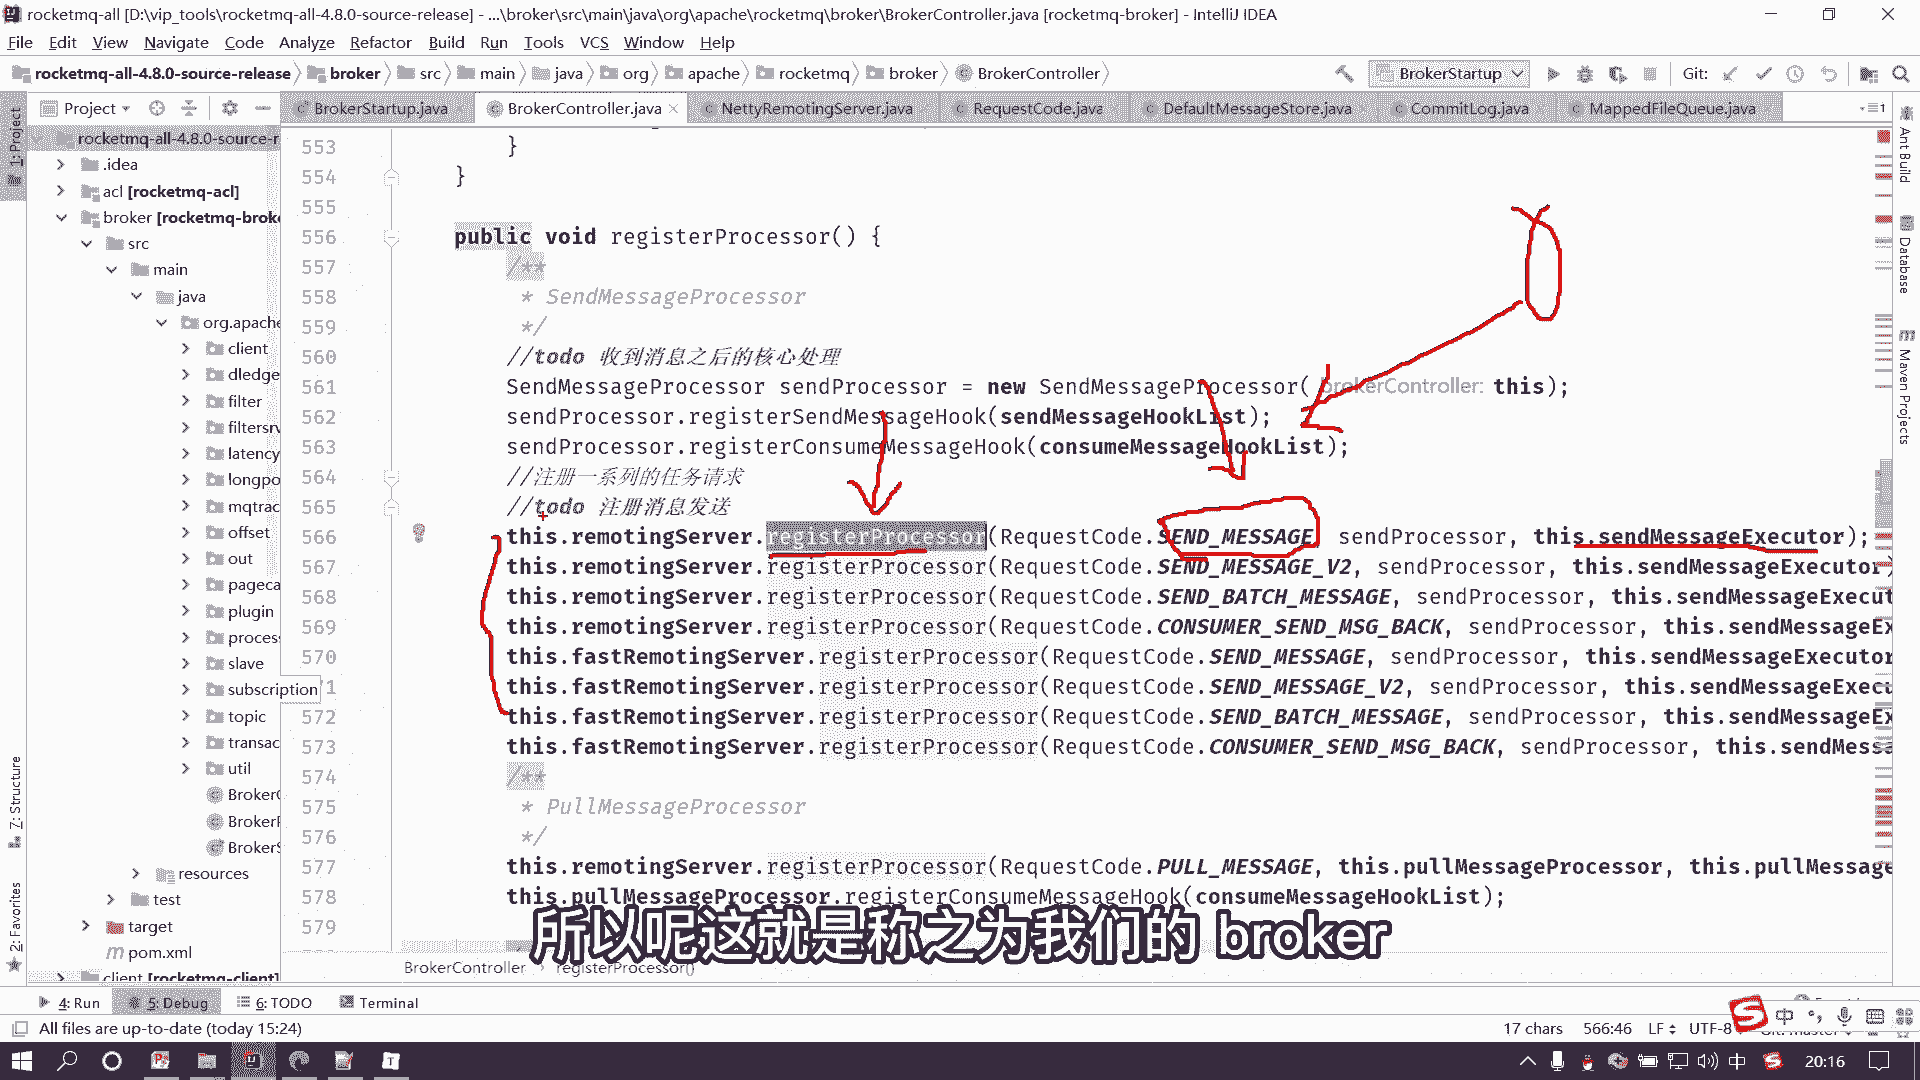 rocketmq-all [D:\vip_tools\rocketmq-all-4.8.0-source-release] - ...\broker\src\main\java\org\apache\rocketmq\broker\BrokerController.java [rocketmq-broker] - IntelliJ IDEA
File Edit View Navigate Code Analyze Refactor Build Run Tools VCS Window Help
rocketmq-all-4.8.0-source-release broker src main java org apache rocketmq broker BrokerController BrokerStartup Git:
Project BrokerStartup.java BrokerController.java NettyRemotingServer.java RequestCode.java DefaultMessageStore.java CommitLog.java MappedFileQueue.java
1: Project
7: Structure
2: Favorites
rocketmq-all-4.8.0-source-r
.idea
acl [rocketmq-acl]
broker [rocketmq-broke
src
main
java
org.apache
client
dledge
filter
filtersrv
latency
longpo
mqtrac
offset
out
pageca
plugin
process
slave
subscription
topic
transac
util
Broker
Broker
BrokerS
resources
test
target
pom.xml
client [rocketmq-client]
553 }
554 }
555
556 public void registerProcessor() {
557 /**
558 * SendMessageProcessor
559 */
560 //todo 收到消息之后的核心处理
561 SendMessageProcessor sendProcessor = new SendMessageProcessor( brokerController: this);
562 sendProcessor.registerSendMessageHook(sendMessageHookList);
563 sendProcessor.registerConsumeMessageHook(consumeMessageHookList);
564 //注册一系列的任务请求
565 //todo 注册消息发送
566 this.remotingServer.registerProcessor(RequestCode.SEND_MESSAGE, sendProcessor, this.sendMessageExecutor);
567 this.remotingServer.registerProcessor(RequestCode.SEND_MESSAGE_V2, sendProcessor, this.sendMessageExecutor)
568 this.remotingServer.registerProcessor(RequestCode.SEND_BATCH_MESSAGE, sendProcessor, this.sendMessageExecut
569 this.remotingServer.registerProcessor(RequestCode.CONSUMER_SEND_MSG_BACK, sendProcessor, this.sendMessageEx
570 this.fastRemotingServer.registerProcessor(RequestCode.SEND_MESSAGE, sendProcessor, this.sendMessageExecutor
71 this.fastRemotingServer.registerProcessor(RequestCode.SEND_MESSAGE_V2, sendProcessor, this.sendMessageExecu
572 this.fastRemotingServer.registerProcessor(RequestCode.SEND_BATCH_MESSAGE, sendProcessor, this.sendMessageEx
573 this.fastRemotingServer.registerProcessor(RequestCode.CONSUMER_SEND_MSG_BACK, sendProcessor, this.sendMessa
574 /**
575 * PullMessageProcessor
576 */
577 this.remotingServer.registerProcessor(RequestCode.PULL_MESSAGE, this.pullMessageProcessor, this.pullMessage
578 this.pullMessageProcessor.registerConsumeMessageHook(consumeMessageHookList);
579
所以呢这就是称之为我们的 broker
BrokerController registerProcessor()
Ant Build
Database
Maven Projects
4: Run 5: Debug 6: TODO Terminal
All files are up-to-date (today 15:24) 17 chars 566:46 LF UTF-8 Git: master
中
中 20:16